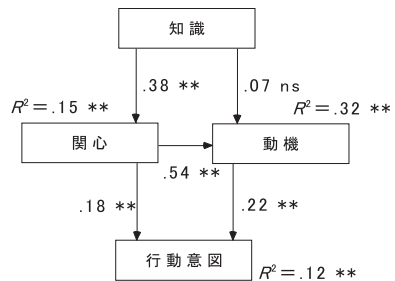 知識
.38 **
.07 ns
R²=.15 **
R²=.32 **
関心
動機
.54 **
.18 **
.22 **
行動意図
R²=.12 **